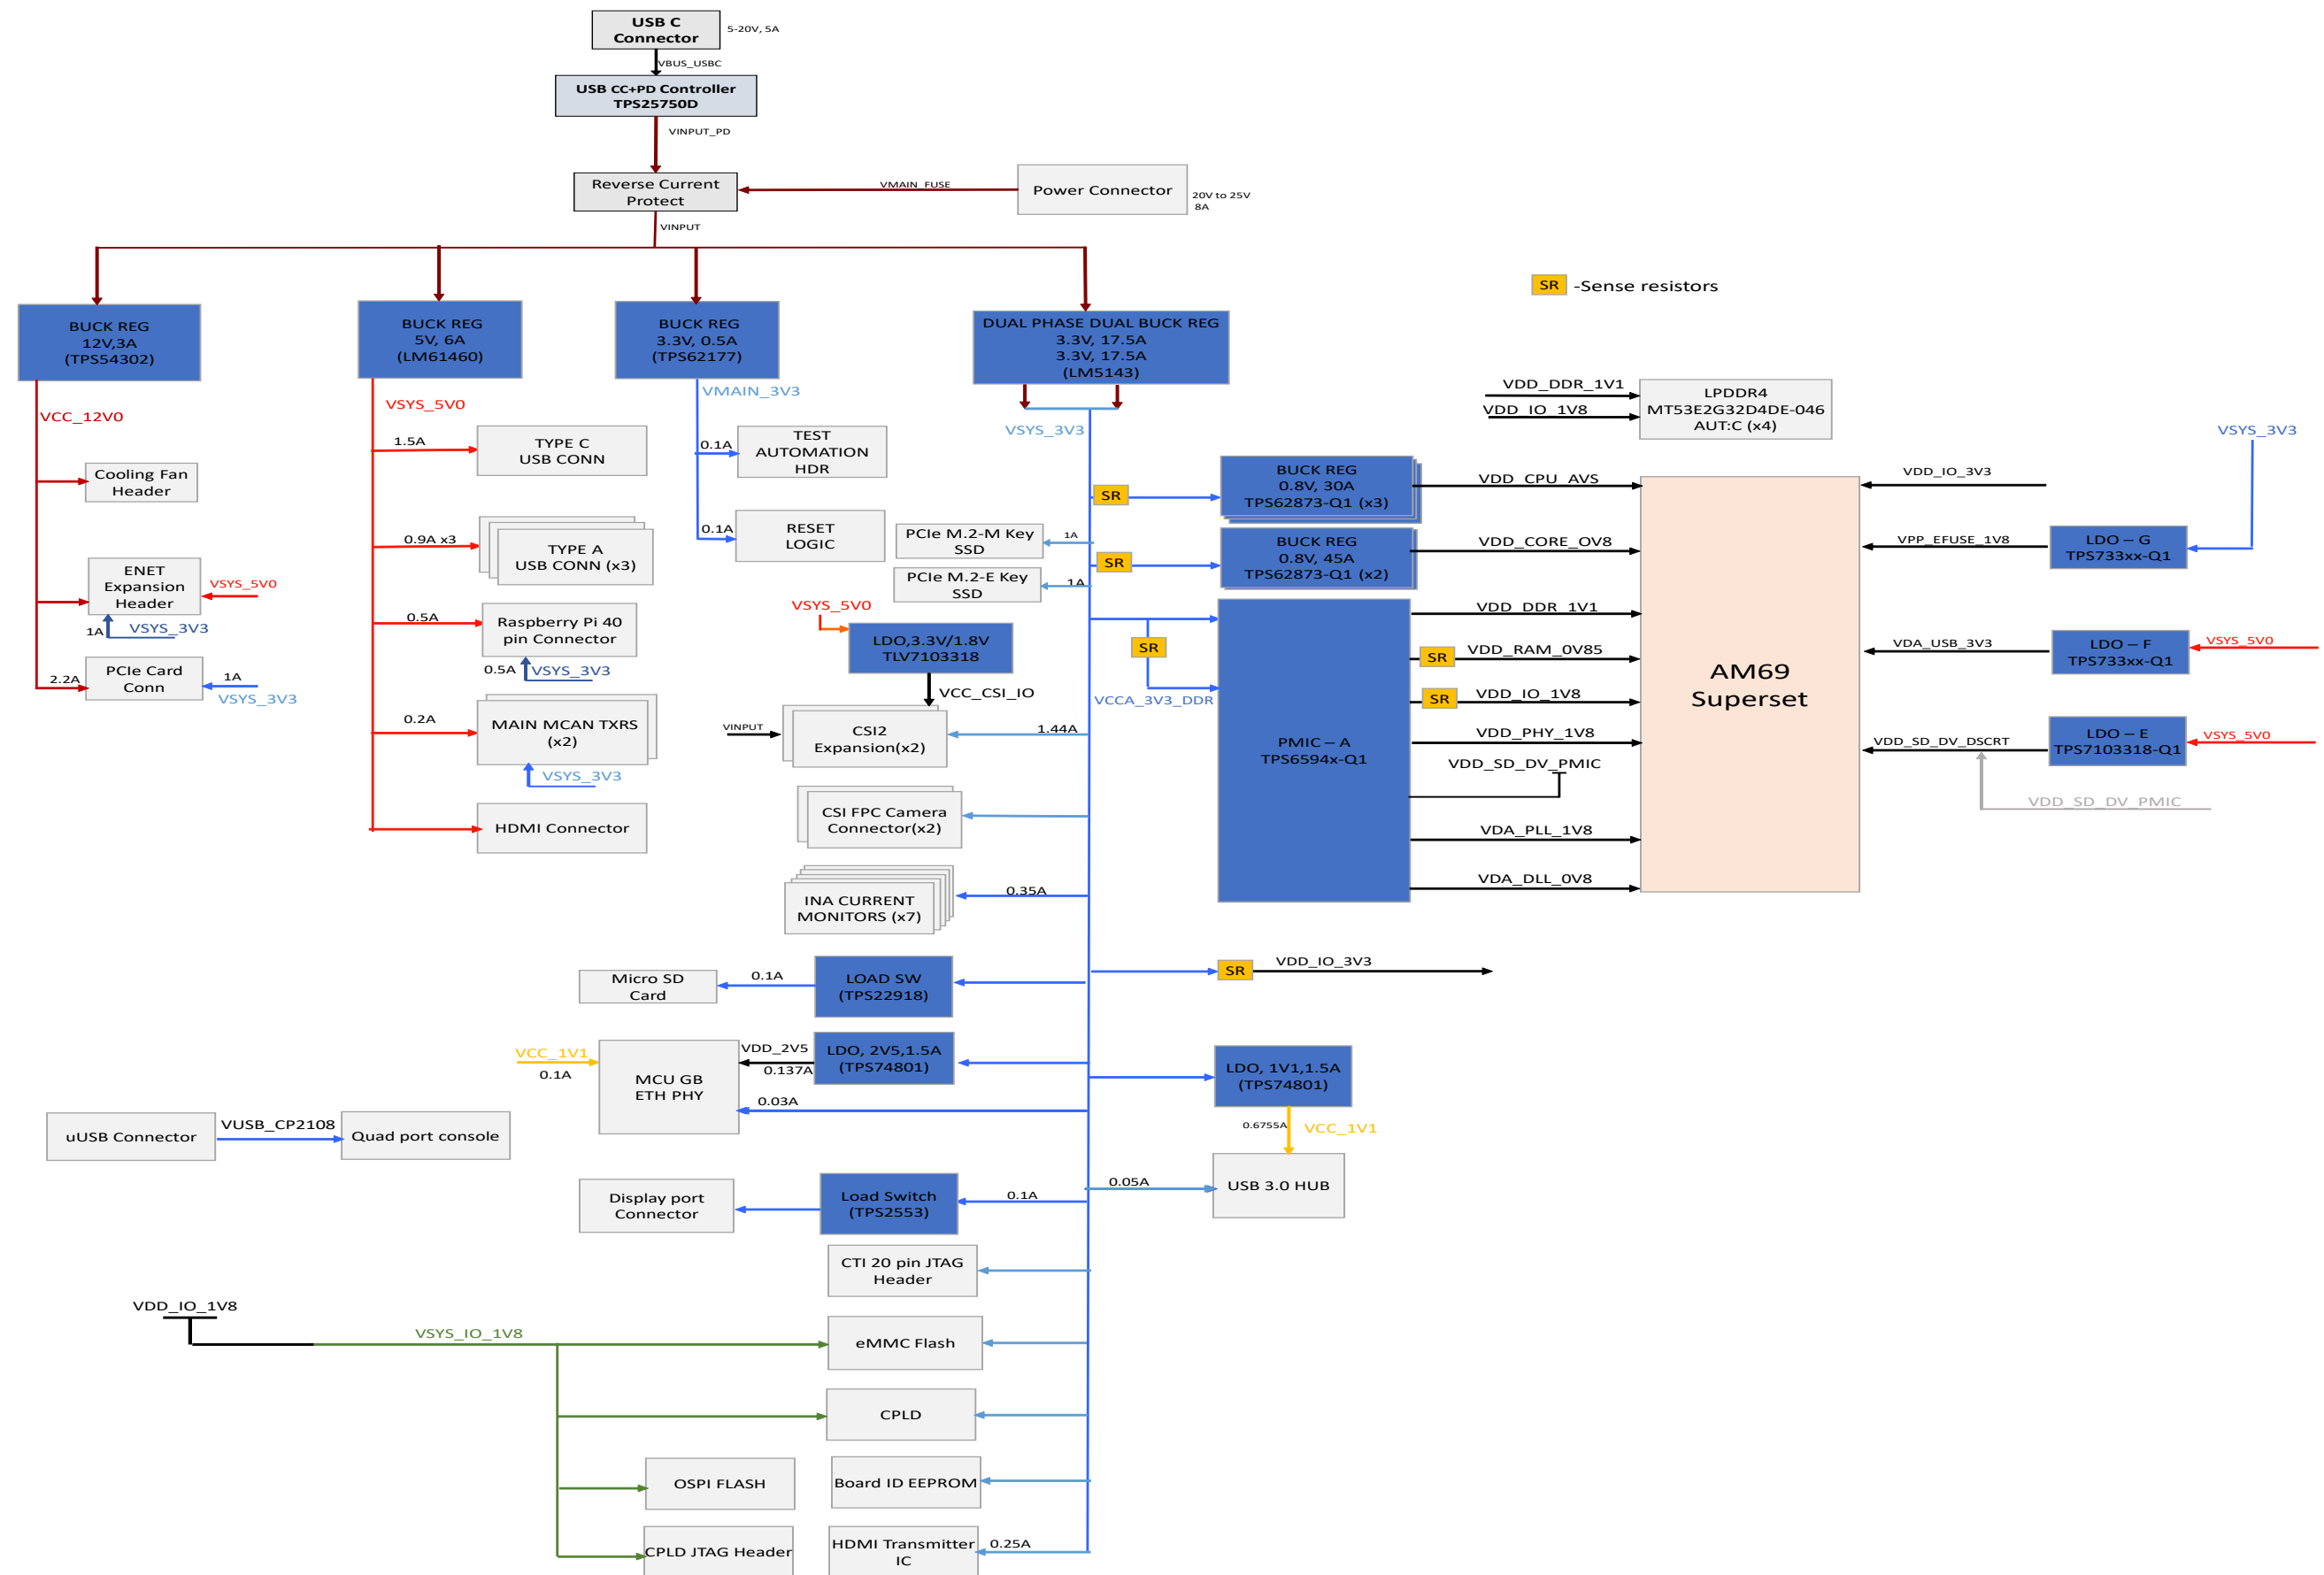 USB C
Connector
5-20V, 5A
VBUS_USBC
USB CC+PD Controller
TPS25750D
VINPUT_PD
Reverse Current
Protect
VMAIN_FUSE
Power Connector
20V to 25V
8A
VINPUT
SR -Sense resistors
BUCK REG
12V,3A
(TPS54302)
BUCK REG
5V, 6A
(LM61460)
BUCK REG
3.3V, 0.5A
(TPS62177)
DUAL PHASE DUAL BUCK REG
3.3V, 17.5A
3.3V, 17.5A
(LM5143)
VCC_12V0
Cooling Fan
Header
ENET
Expansion
Header
VSYS_5V0
1A
VSYS_3V3
2.2A
PCIe Card
Conn
1A
VSYS_3V3
VSYS_5V0
1.5A
TYPE C
USB CONN
0.9A x3
TYPE A
USB CONN (x3)
0.5A
Raspberry Pi 40
pin Connector
0.5A
VSYS_3V3
0.2A
MAIN MCAN TXRS
(x2)
VSYS_3V3
HDMI Connector
VMAIN_3V3
0.1A
TEST
AUTOMATION
HDR
0.1A
RESET
LOGIC
VSYS_3V3
PCIe M.2-M Key
SSD
1A
PCIe M.2-E Key
SSD
1A
VSYS_5V0
LDO,3.3V/1.8V
TLV7103318
VCC_CSI_IO
VINPUT
CSI2
Expansion(x2)
1.44A
CSI FPC Camera
Connector(x2)
INA CURRENT
MONITORS (x7)
0.35A
Micro SD
Card
0.1A
LOAD SW
(TPS22918)
VCC_1V1
0.1A
MCU GB
ETH PHY
VDD_2V5
0.137A
LDO, 2V5,1.5A
(TPS74801)
0.03A
uUSB Connector
VUSB_CP2108
Quad port console
Display port
Connector
Load Switch
(TPS2553)
0.1A
CTI 20 pin JTAG
Header
VDD_IO_1V8
VSYS_IO_1V8
eMMC Flash
CPLD
OSPI FLASH
Board ID EEPROM
CPLD JTAG Header
HDMI Transmitter
IC
0.25A
SR
BUCK REG
0.8V, 30A
TPS62873-Q1 (x3)
VDD_CPU_AVS
SR
BUCK REG
0.8V, 45A
TPS62873-Q1 (x2)
VDD_CORE_OV8
SR
VCCA_3V3_DDR
PMIC – A
TPS6594x-Q1
VDD_DDR_1V1
SR
VDD_RAM_0V85
SR
VDD_IO_1V8
VDD_PHY_1V8
VDD_SD_DV_PMIC
VDA_PLL_1V8
VDA_DLL_0V8
SR
VDD_IO_3V3
LDO, 1V1,1.5A
(TPS74801)
0.6755A
VCC_1V1
0.05A
USB 3.0 HUB
VDD_DDR_1V1
VDD_IO_1V8
LPDDR4
MT53E2G32D4DE-046
AUT:C (x4)
AM69
Superset
VSYS_3V3
VDD_IO_3V3
VPP_EFUSE_1V8
LDO – G
TPS733xx-Q1
VDA_USB_3V3
LDO – F
TPS733xx-Q1
VSYS_5V0
VDD_SD_DV_DSCRT
LDO – E
TPS7103318-Q1
VSYS_5V0
VDD_SD_DV_PMIC